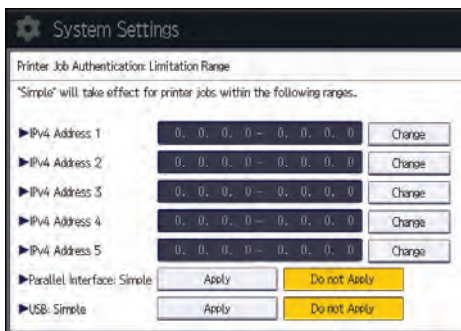 System Settings
Printer Job Authentication: Limitation Range
"Simple" will take effect for printer jobs within the following ranges.
►IPv4 Address 1 0. 0. 0. 0 - 0. 0. 0. 0 Change
►IPv4 Address 2 0. 0. 0. 0 - 0. 0. 0. 0 Change
►IPv4 Address 3 0. 0. 0. 0 - 0. 0. 0. 0 Change
►IPv4 Address 4 0. 0. 0. 0 - 0. 0. 0. 0 Change
►IPv4 Address 5 0. 0. 0. 0 - 0. 0. 0. 0 Change
►Parallel Interface: Simple Apply Do not Apply
►USB: Simple Apply Do not Apply